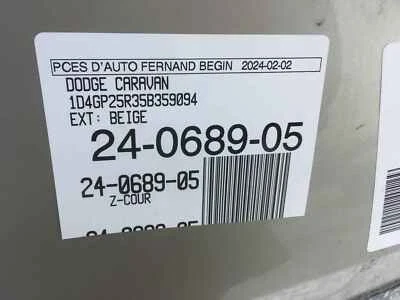 PCES D'AUTO FERNAND BEGIN 2024-02-02
DODGE CARAVAN
1D4GP25R35B359094
EXT: BEIGE
24-0689-05
24-0689-05
Z-COUR